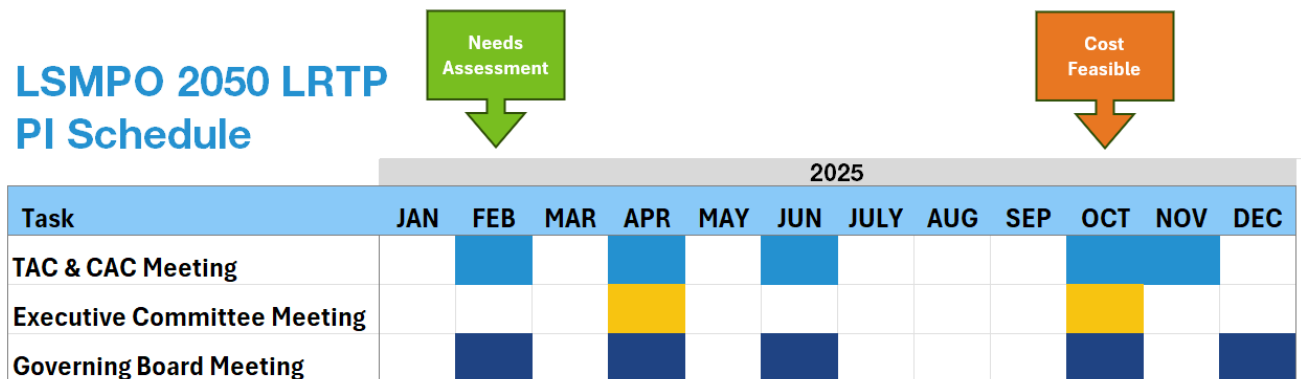 Needs
Assessment
Cost
Feasible
LSMPO 2050 LRTP
PI Schedule
2025
Task JAN FEB MAR APR MAY JUN JULY AUG SEP OCT NOV DEC
TAC & CAC Meeting
Executive Committee Meeting
Governing Board Meeting